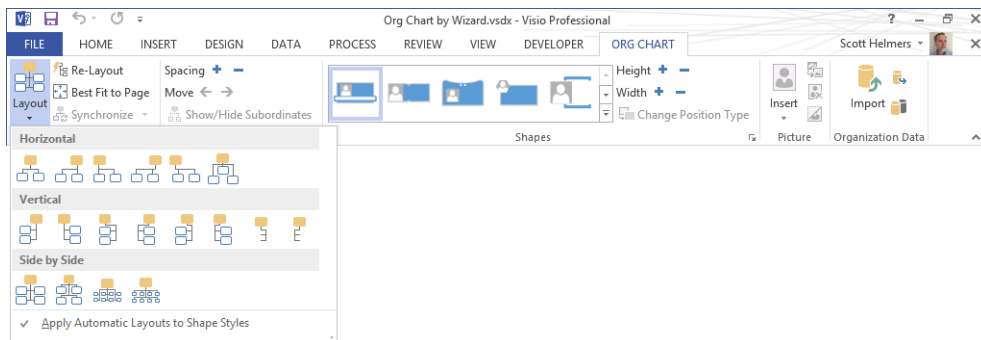 Org Chart by Wizard.vsdx - Visio Professional
FILE HOME INSERT DESIGN DATA PROCESS REVIEW VIEW DEVELOPER ORG CHART Scott Helmers
Layout
Re-Layout
Best Fit to Page
Synchronize
Spacing
Move
Show/Hide Subordinates
Height
Width
Change Position Type
Shapes
Insert
Picture
Import
Organization Data
Horizontal
Vertical
Side by Side
Apply Automatic Layouts to Shape Styles